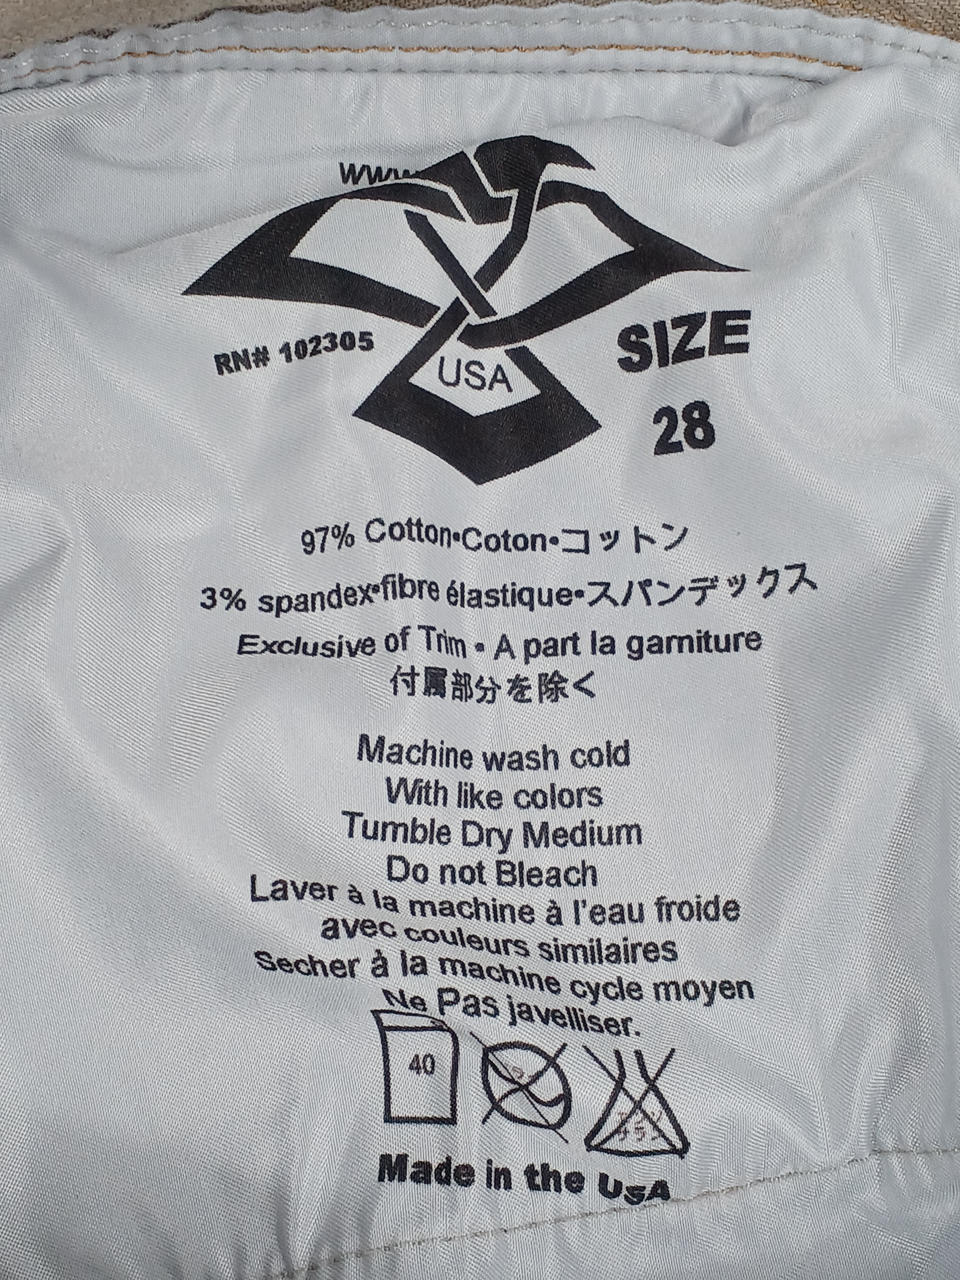 www.
RN# 102305
USA
SIZE
28
97% Cotton•Coton•コットン
3% spandex•fibre élastique•スパンデックス
Exclusive of Trim • A part la garniture
付属部分を除く
Machine wash cold
With like colors
Tumble Dry Medium
Do not Bleach
Laver à la machine à l'eau froide
avec couleurs similaires
Secher à la machine cycle moyen
Ne Pas javelliser.
40
Made in the USA